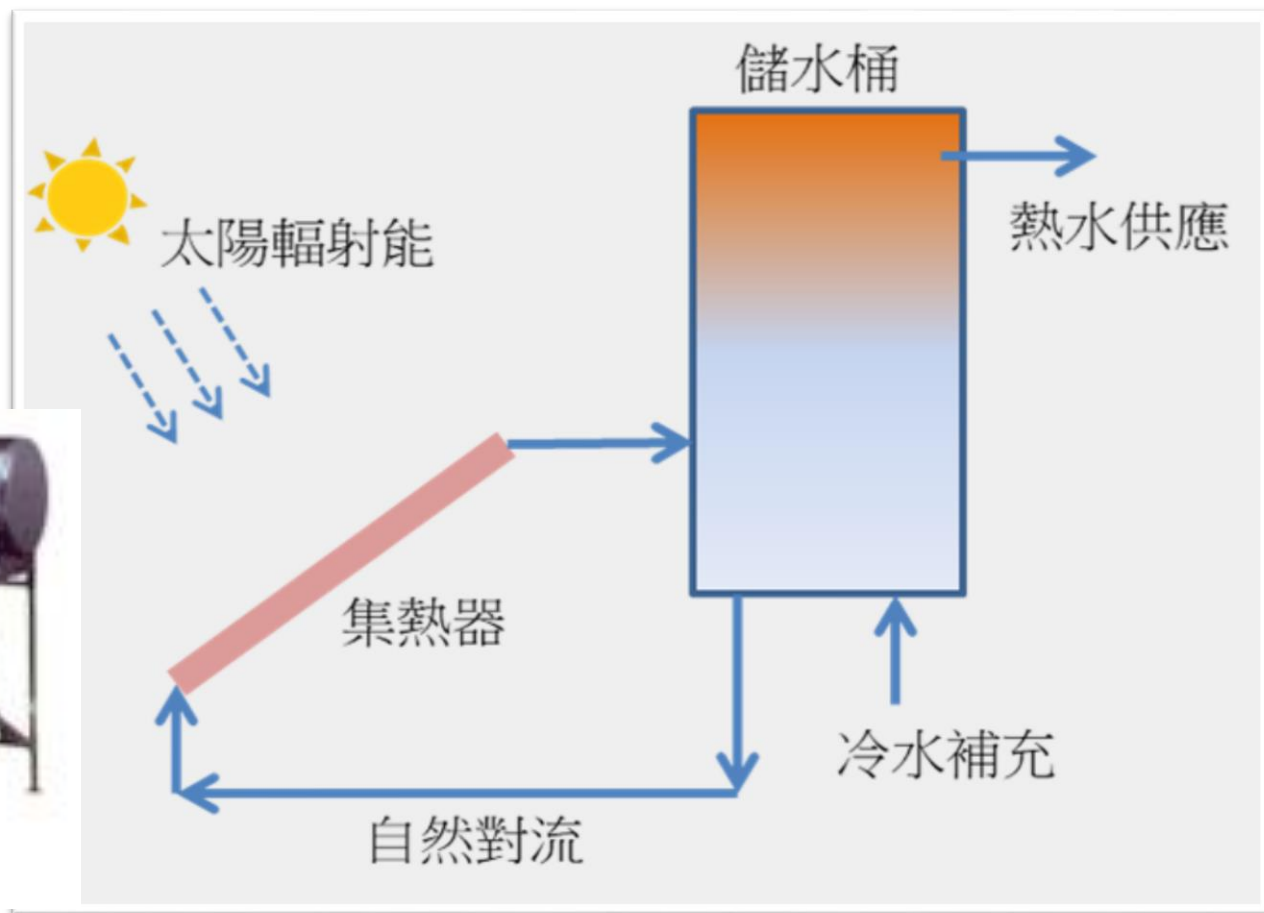 儲水桶
熱水供應
太陽輻射能
集熱器
冷水補充
自然對流